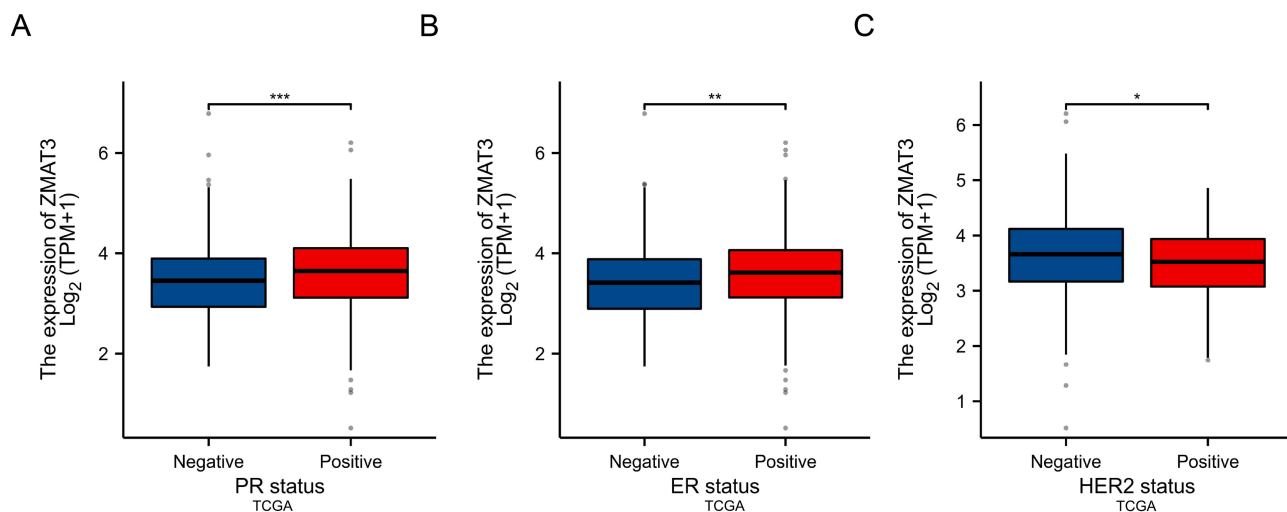 A
The expression of ZMAT3
Log2 (TPM+1)
6
4
2
***
Negative
Positive
PR status
TCGA
B
The expression of ZMAT3
Log2 (TPM+1)
6
4
2
**
Negative
Positive
ER status
TCGA
C
The expression of ZMAT3
Log2 (TPM+1)
6
5
4
3
2
1
*
Negative
Positive
HER2 status
TCGA